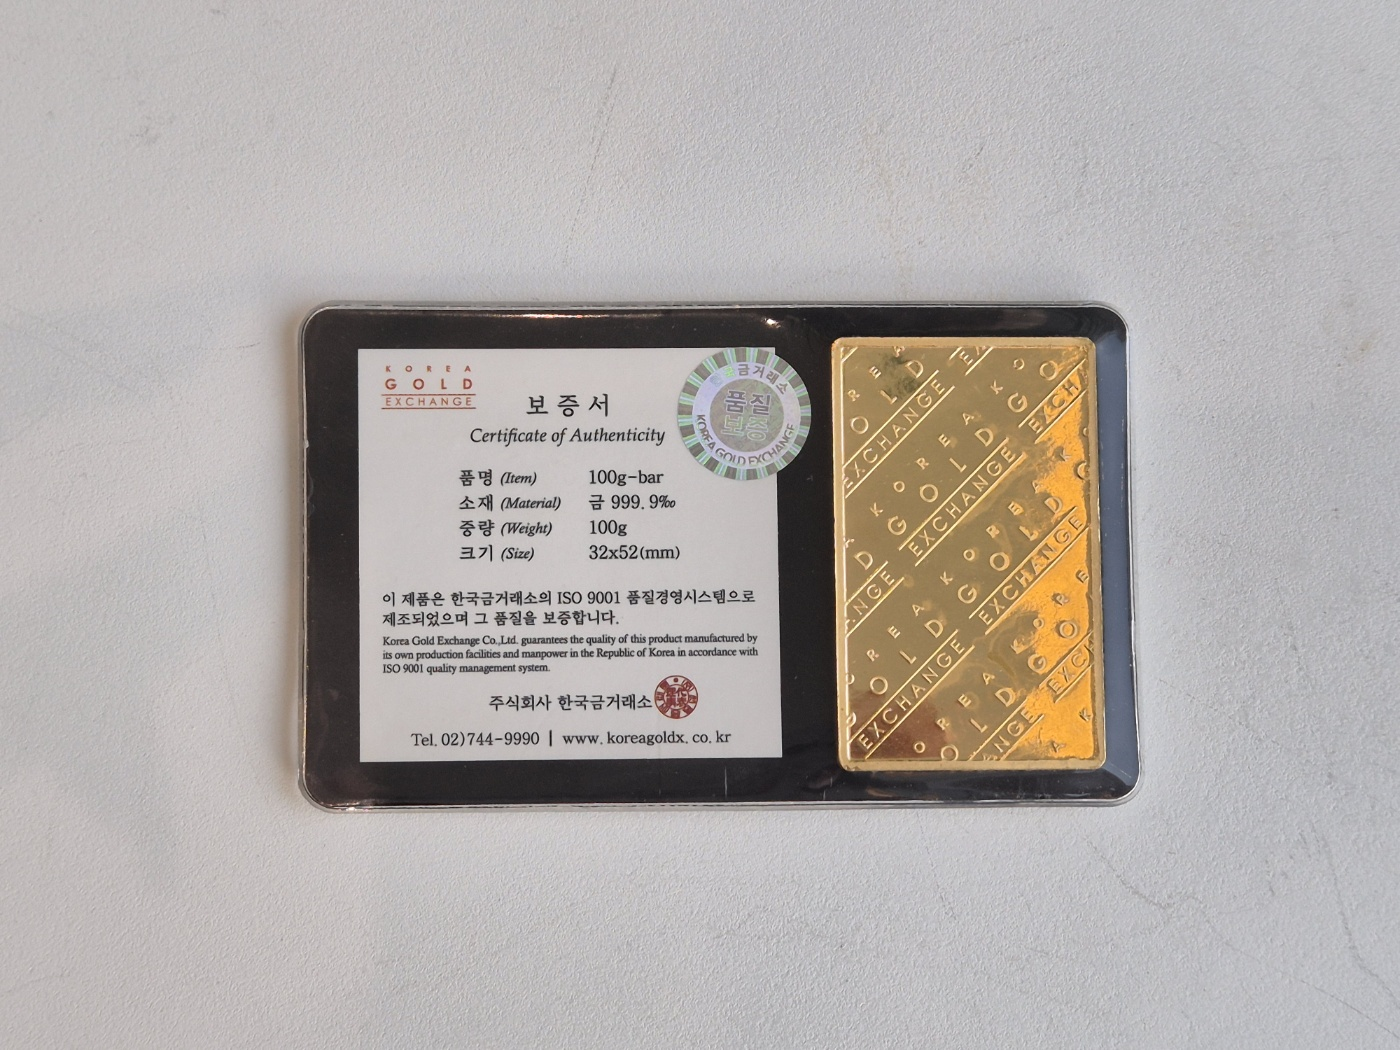 KOREA
GOLD
EXCHANGE
보증서
Certificate of Authenticity
품명 (Item) 100g-bar
소재 (Material) 금 999.9‰
중량 (Weight) 100g
크기 (Size) 32x52(mm)
이 제품은 한국금거래소의 ISO 9001 품질경영시스템으로
제조되었으며 그 품질을 보증합니다.
Korea Gold Exchange Co.,Ltd. guarantees the quality of this product manufactured by
its own production facilities and manpower in the Republic of Korea in accordance with
ISO 9001 quality management system.
주식회사 한국금거래소
Tel. 02)744-9990 | www.koreagoldx.co.kr
금거래소
품질
보증
KOREA GOLD EXCHANGE
KOREA
GOLD
EXCHANGE
KOREA
GOLD
EXCHANGE
KOREA
GOLD
EXCHANGE